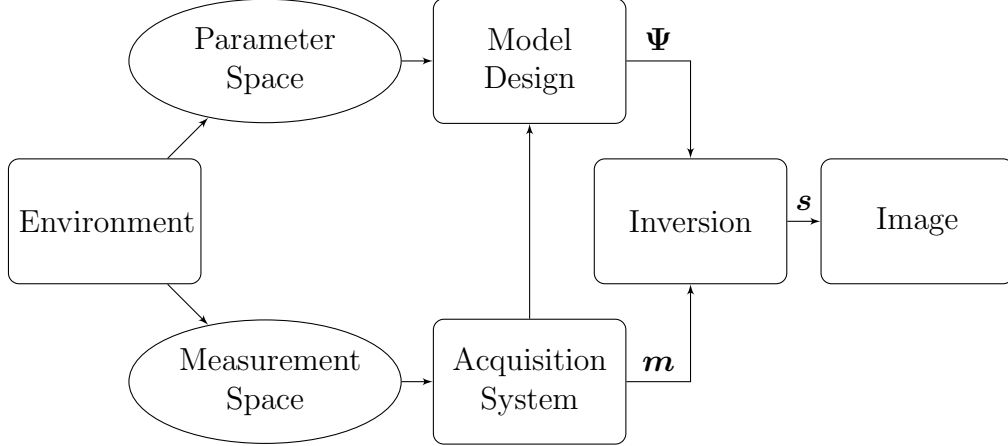 Parameter
Space
Model
Design
Ψ
Environment
Inversion
s
Image
Measurement
Space
Acquisition
System
m